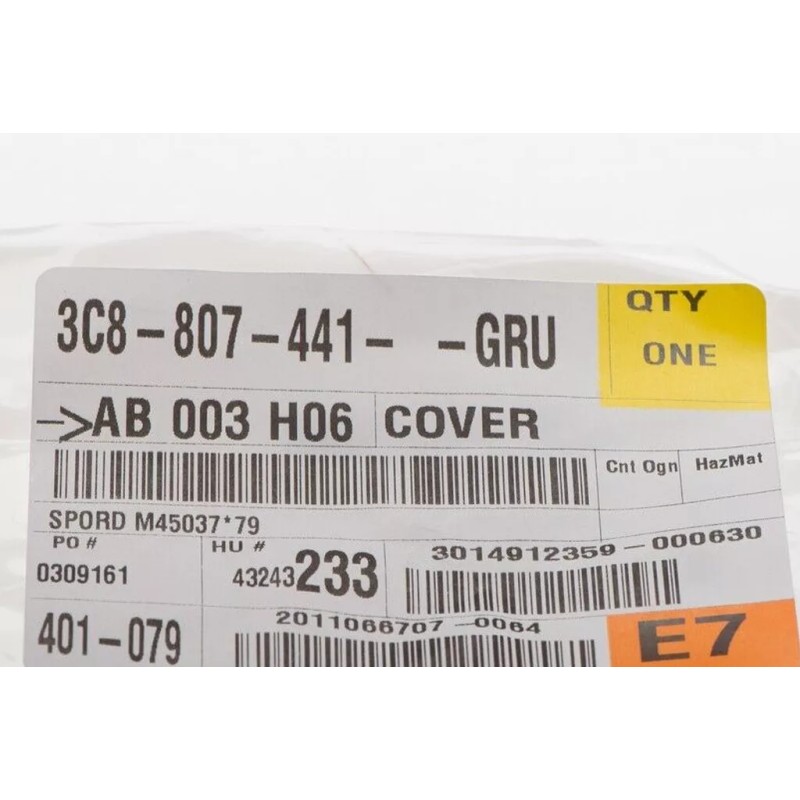 3C8-807-441- -GRU
QTY
ONE
->AB 003 H06 COVER
Cnt Ogn HazMat
SPORD M45037*79
PO # HU #
0309161 43243233
3014912359-000630
401-079
2011066707-0064
E7